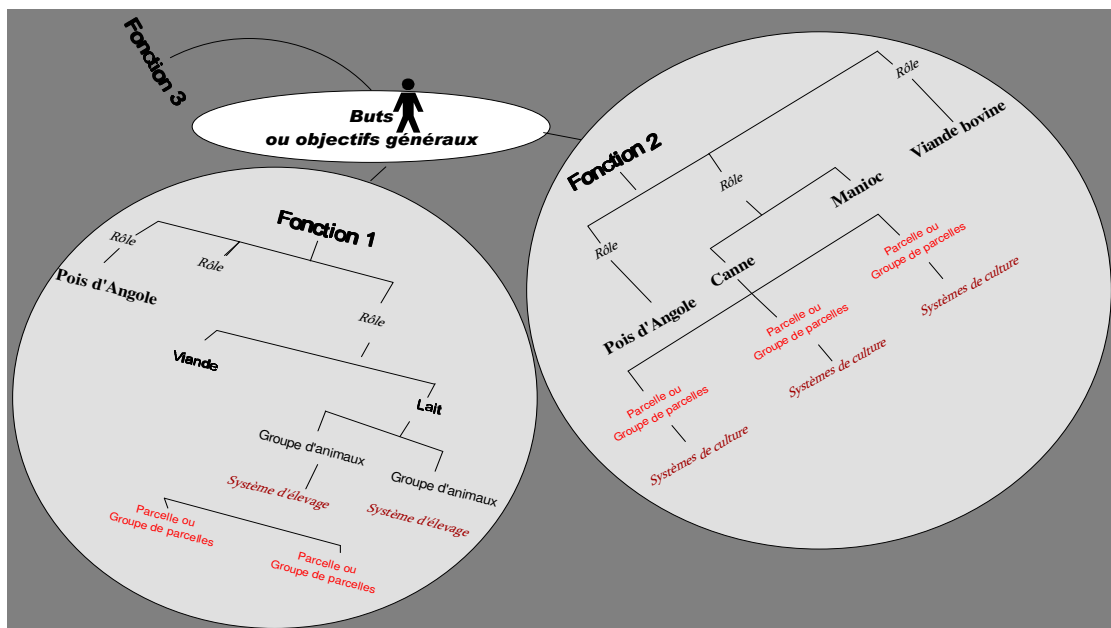 Fonction 3
Buts
ou objectifs généraux
Fonction 1
Rôle
Rôle
Pois d'Angole
Rôle
Viande
Lait
Groupe d'animaux
Groupe d'animaux
Système d'élevage
Système d'élevage
Parcelle ou
Groupe de parcelles
Parcelle ou
Groupe de parcelles
Fonction 2
Rôle
Viande bovine
Rôle
Manioc
Rôle
Canne
Pois d'Angole
Parcelle ou
Groupe de parcelles
Systèmes de culture
Parcelle ou
Groupe de parcelles
Systèmes de culture
Parcelle ou
Groupe de parcelles
Systèmes de culture